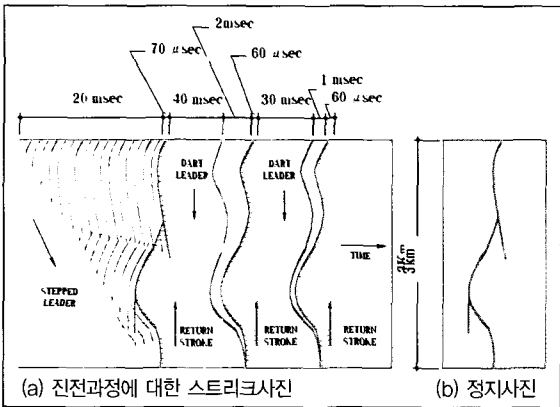 2msec
70 μsec
60 μsec
1 msec
20 msec
40 msec
30 msec
60 μsec
DART
LEADER
DART
LEADER
TIME
3km
STEPPED
LEADER
RETURN
STROKE
RETURN
STROKE
RETURN
STROKE
(a) 진전과정에 대한 스트리크사진
(b) 정지사진